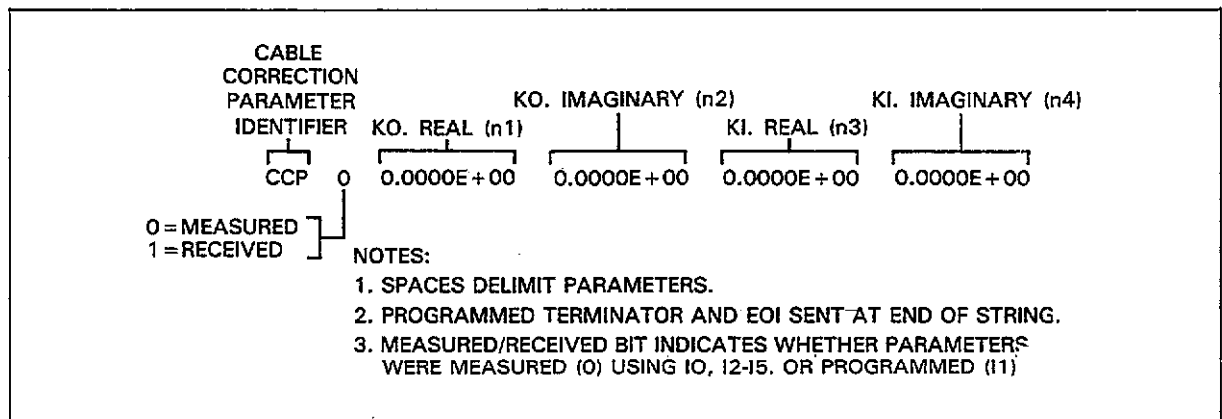 CABLE
CORRECTION
PARAMETER
IDENTIFIER
KO. REAL (n1)
KO. IMAGINARY (n2)
KI. REAL (n3)
KI. IMAGINARY (n4)
CCP 0 0.0000E+00 0.0000E+00 0.0000E+00 0.0000E+00
0=MEASURED
1=RECEIVED
NOTES:
1. SPACES DELIMIT PARAMETERS.
2. PROGRAMMED TERMINATOR AND EOI SENT AT END OF STRING.
3. MEASURED/RECEIVED BIT INDICATES WHETHER PARAMETERS
WERE MEASURED (0) USING IO, I2-I5. OR PROGRAMMED (I1)